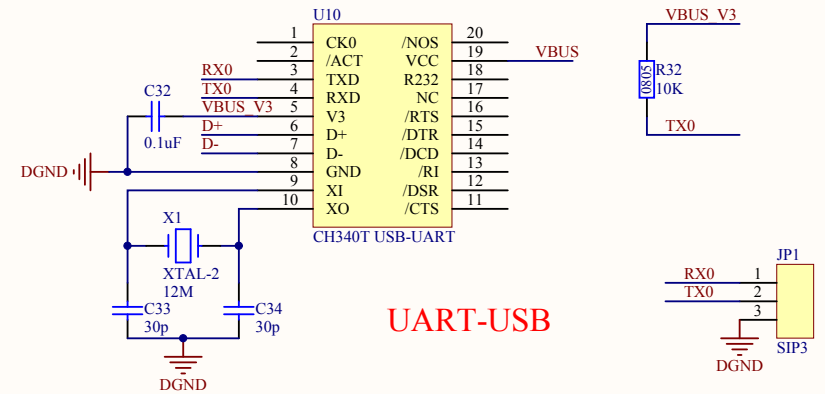 U10
1 CK0 /NOS 20
2 /ACT VCC 19 VBUS
RX0 3 TXD R232 18
TX0 4 RXD NC 17
VBUS_V3 5 V3 /RTS 16
D+ 6 D+ /DTR 15
D- 7 D- /DCD 14
8 GND /RI 13
9 XI /DSR 12
10 XO /CTS 11
CH340T USB-UART
C32
0.1uF
DGND
X1
XTAL-2
12M
C33
30p
C34
30p
DGND
UART-USB
VBUS_V3
0805
R32
10K
TX0
JP1
RX0 1
TX0 2
3
SIP3
DGND